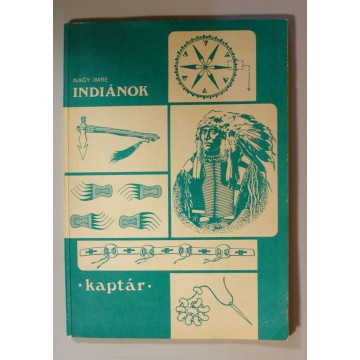 NAGY IMRE
INDIÁNOK
· kaptár ·